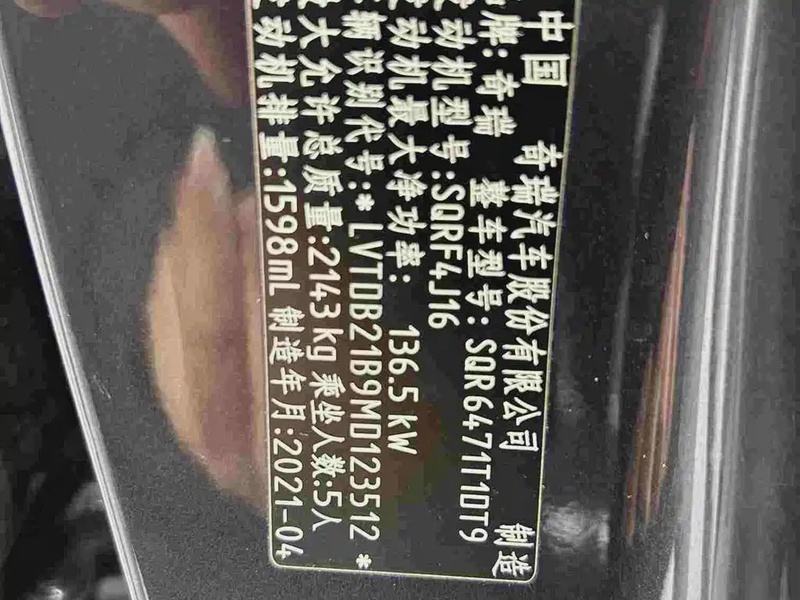 中国 奇瑞汽车股份有限公司 制造
品牌:奇瑞 整车型号:SQR6471T1DT9
发动机型号:SQRF4J16
发动机最大净功率: 136.5 kW
辆识别代号:*LVTDB21B9MD123512*
最大允许总质量:2143kg 乘坐人数:5人
发动机排量:1598mL 制造年月:2021-04